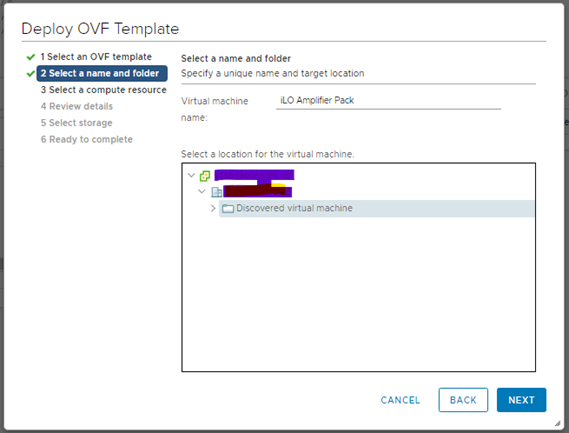 Deploy OVF Template
1 Select an OVF template
2 Select a name and folder
3 Select a compute resource
4 Review details
5 Select storage
6 Ready to complete
Select a name and folder
Specify a unique name and target location
Virtual machine
name:
iLO Amplifier Pack
Select a location for the virtual machine.
Discovered virtual machine
CANCEL
BACK
NEXT